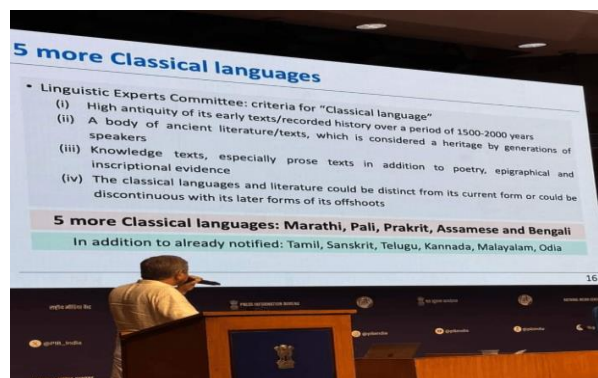 5 more Classical languages
• Linguistic Experts Committee: criteria for "Classical language"
(i) High antiquity of its early texts/recorded history over a period of 1500-2000 years
(ii) A body of ancient literature/texts, which is considered a heritage by generations of
speakers
(iii) Knowledge texts, especially prose texts in addition to poetry, epigraphical and
inscriptional evidence
(iv) The classical languages and literature could be distinct from its current form or could be
discontinuous with its later forms of its offshoots
5 more Classical languages: Marathi, Pali, Prakrit, Assamese and Bengali
In addition to already notified: Tamil, Sanskrit, Telugu, Kannada, Malayalam, Odia
16
PRESS INFORMATION BUREAU
@PIB_India
@pibindia
@pibindia
@pibindia